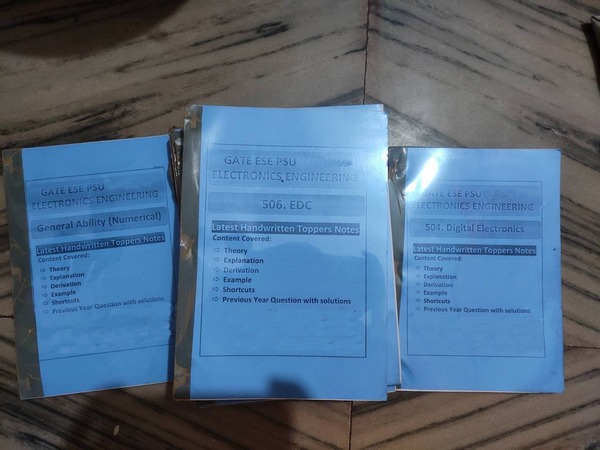 GATE ESE PSU
ELECTRONICS ENGINEERING
General Ability (Numerical)
Latest Handwritten Toppers Notes
Content Covered:
⇨ Theory
⇨ Explanation
⇨ Derivation
⇨ Example
⇨ Shortcuts
⇨ Previous Year Question with solutions
GATE ESE PSU
ELECTRONICS ENGINEERING
506. EDC
Latest Handwritten Toppers Notes
Content Covered:
⇨ Theory
⇨ Explanation
⇨ Derivation
⇨ Example
⇨ Shortcuts
⇨ Previous Year Question with solutions
GATE ESE PSU
ELECTRONICS ENGINEERING
504. Digital Electronics
Latest Handwritten Toppers Notes
Content Covered:
⇨ Theory
⇨ Explanation
⇨ Derivation
⇨ Example
⇨ Shortcuts
⇨ Previous Year Question with solutions